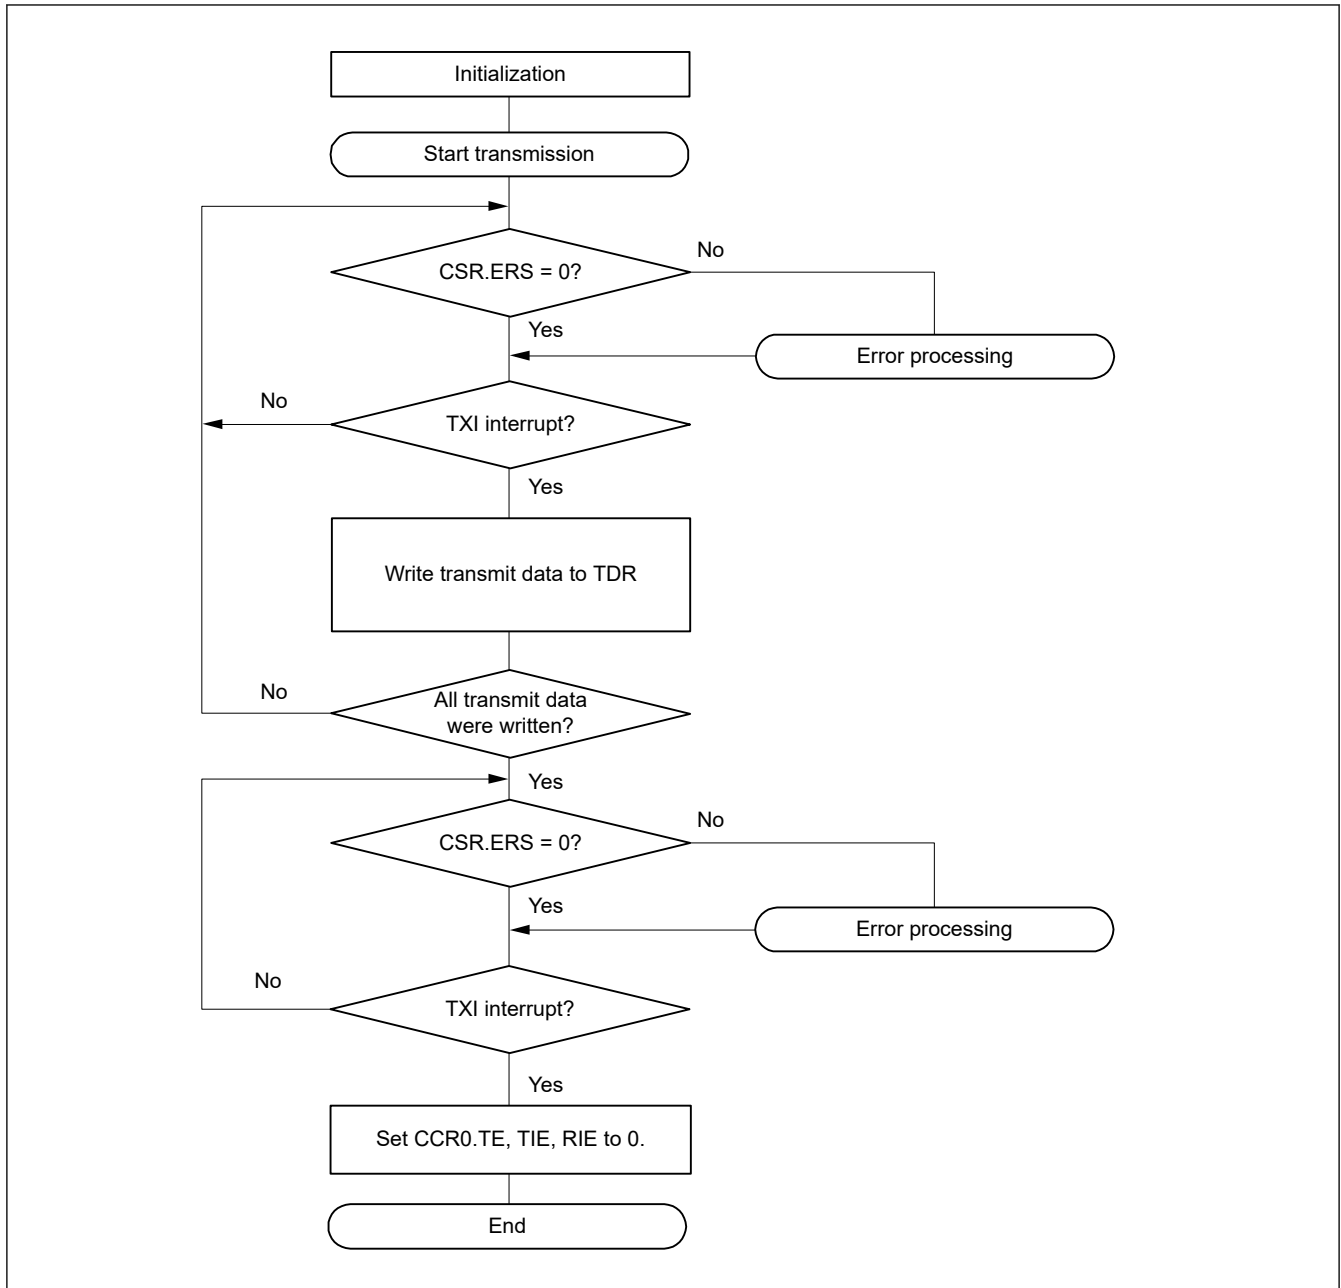 Initialization
Start transmission
No
CSR.ERS = 0?
Yes
Error processing
No
TXI interrupt?
Yes
Write transmit data to TDR
No
All transmit data
were written?
Yes
No
CSR.ERS = 0?
Yes
Error processing
No
TXI interrupt?
Yes
Set CCR0.TE, TIE, RIE to 0.
End